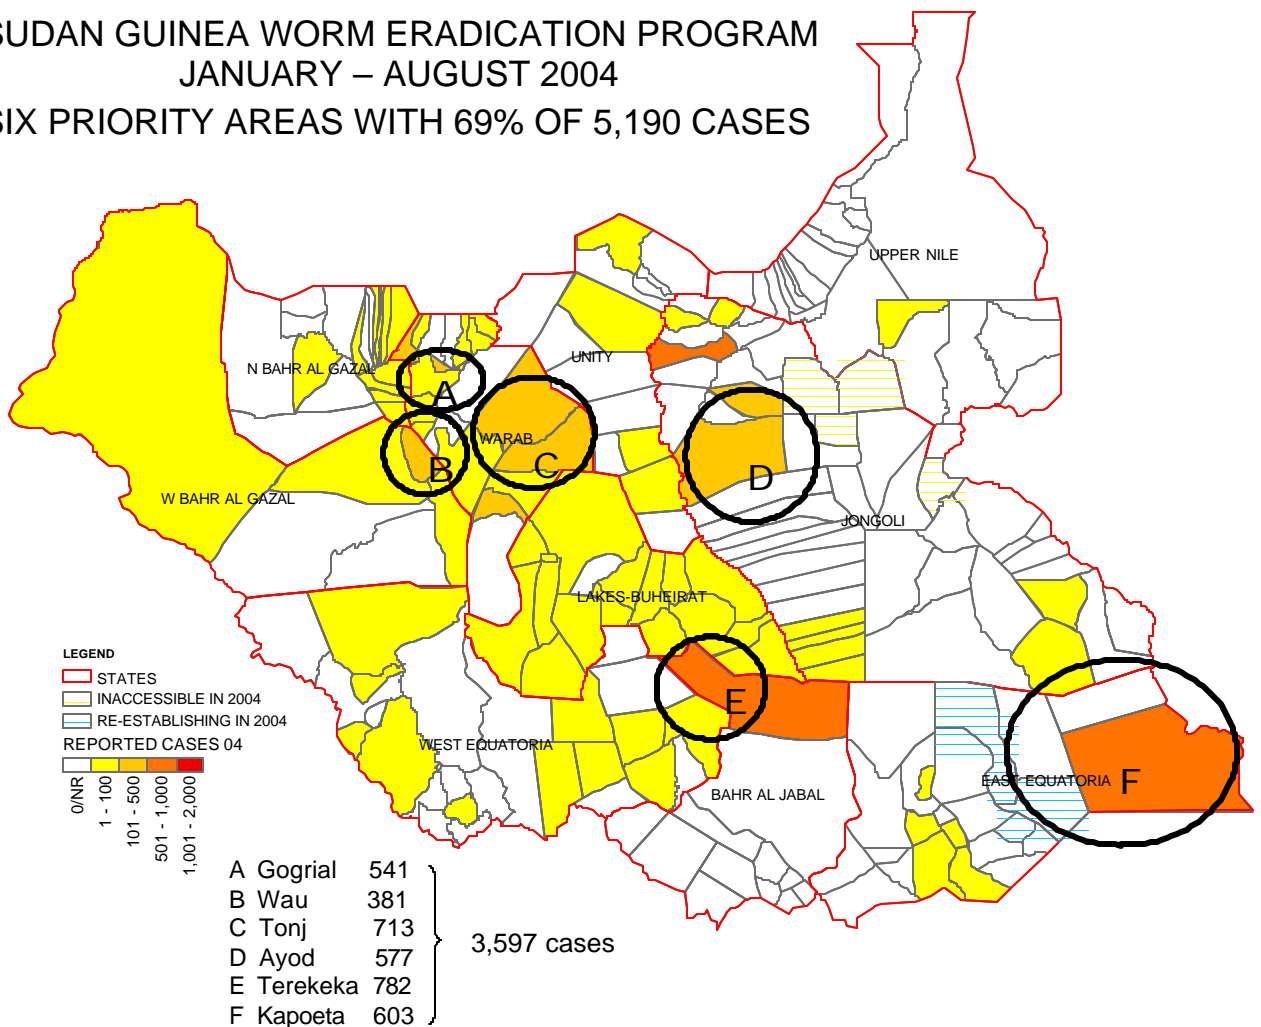 SUDAN GUINEA WORM ERADICATION PROGRAM
JANUARY – AUGUST 2004
SIX PRIORITY AREAS WITH 69% OF 5,190 CASES
UPPER NILE
N BAHR AL GAZAL
UNITY
A
WARAB
B
C
D
W BAHR AL GAZAL
JONGOLI
LAKES-BUHEIRAT
E
WEST EQUATORIA
EAST EQUATORIA
F
BAHR AL JABAL
LEGEND
STATES
INACCESSIBLE IN 2004
RE-ESTABLISHING IN 2004
REPORTED CASES 04
0/NR
1 - 100
101 - 500
501 - 1,000
1,001 - 2,000
A Gogrial 541
B Wau 381
C Tonj 713
D Ayod 577
E Terekeka 782
F Kapoeta 603
3,597 cases